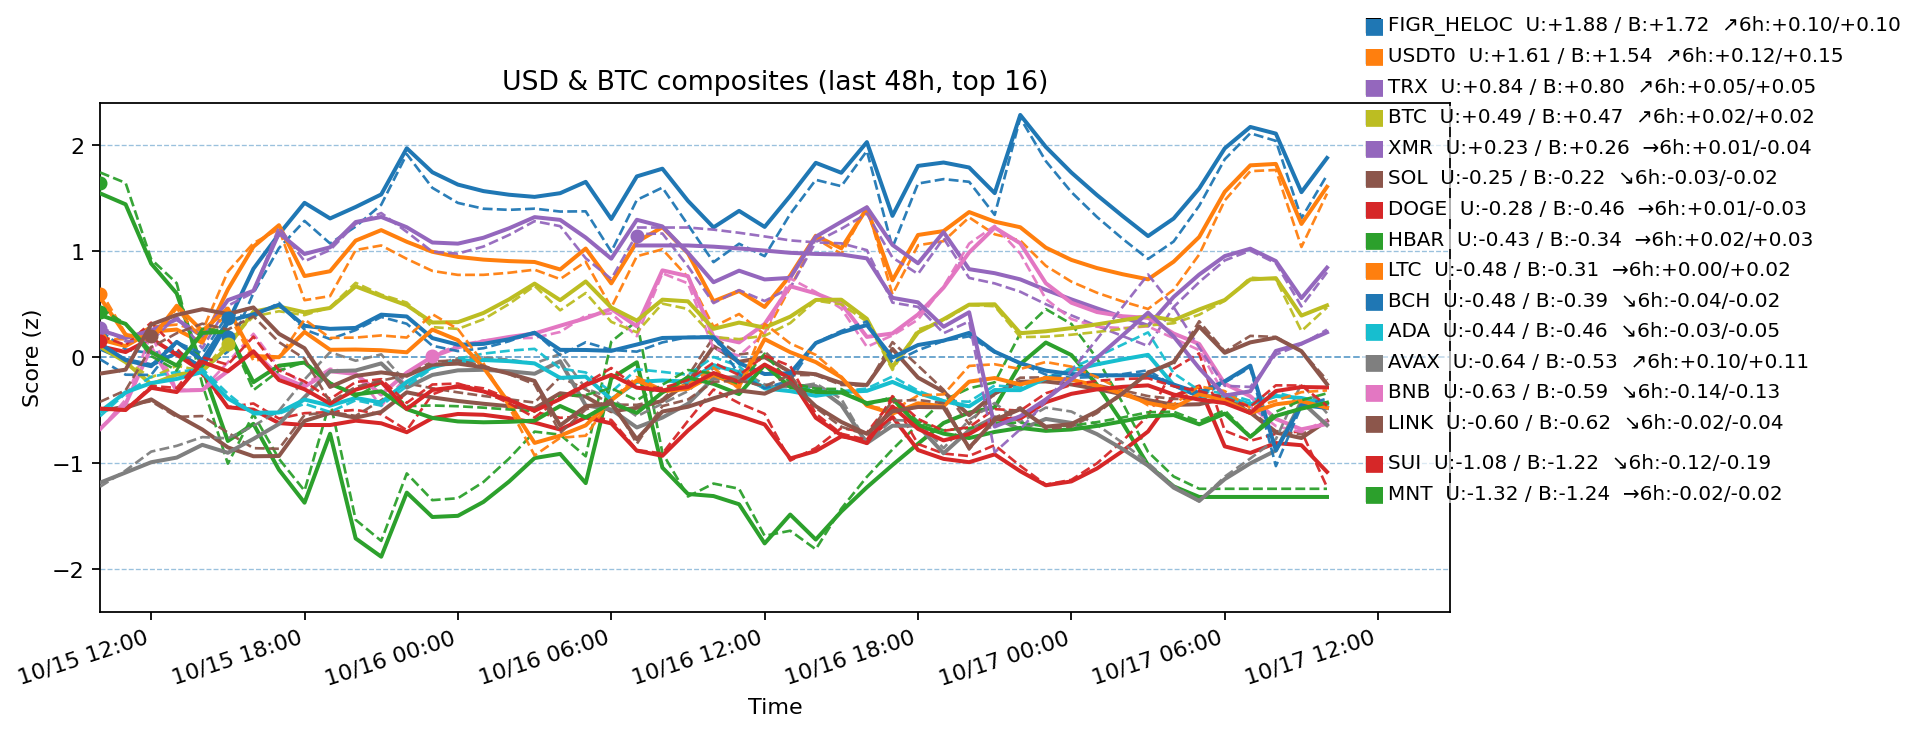 FIGR_HELOC  U:+1.88 / B:+1.72  ↗6h:+0.10/+0.10
USDT0  U:+1.61 / B:+1.54  ↗6h:+0.12/+0.15
USD & BTC composites (last 48h, top 16)
TRX  U:+0.84 / B:+0.80  ↗6h:+0.05/+0.05
BTC  U:+0.49 / B:+0.47  ↗6h:+0.02/+0.02
XMR  U:+0.23 / B:+0.26  →6h:+0.01/-0.04
SOL  U:-0.25 / B:-0.22  ↘6h:-0.03/-0.02
DOGE  U:-0.28 / B:-0.46  →6h:+0.01/-0.03
HBAR  U:-0.43 / B:-0.34  →6h:+0.02/+0.03
LTC  U:-0.48 / B:-0.31  →6h:+0.00/+0.02
BCH  U:-0.48 / B:-0.39  ↘6h:-0.04/-0.02
ADA  U:-0.44 / B:-0.46  ↘6h:-0.03/-0.05
AVAX  U:-0.64 / B:-0.53  ↗6h:+0.10/+0.11
BNB  U:-0.63 / B:-0.59  ↘6h:-0.14/-0.13
LINK  U:-0.60 / B:-0.62  ↘6h:-0.02/-0.04
SUI  U:-1.08 / B:-1.22  ↘6h:-0.12/-0.19
MNT  U:-1.32 / B:-1.24  →6h:-0.02/-0.02
Score (z)
2
1
0
−1
−2
10/15 12:00
10/15 18:00
10/16 00:00
10/16 06:00
10/16 12:00
10/16 18:00
10/17 00:00
10/17 06:00
10/17 12:00
Time